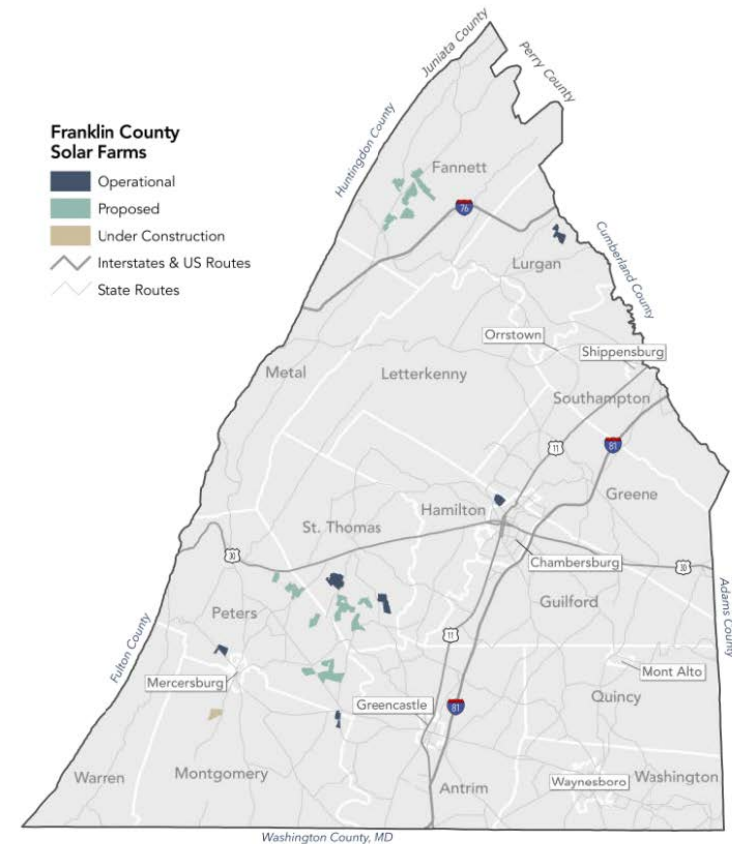 Juniata County
Perry County
Huntingdon County
Franklin County
Solar Farms
Operational
Proposed
Under Construction
Interstates & US Routes
State Routes
Fannett
76
Lurgan
Cumberland County
Orrstown
Shippensburg
Metal
Letterkenny
Southampton
11
81
Greene
Hamilton
St. Thomas
30
Chambersburg
30
Adams County
Peters
Guilford
Fulton County
11
Mercersburg
Mont Alto
Quincy
Greencastle
81
Warren
Montgomery
Antrim
Waynesboro
Washington
Washington County, MD